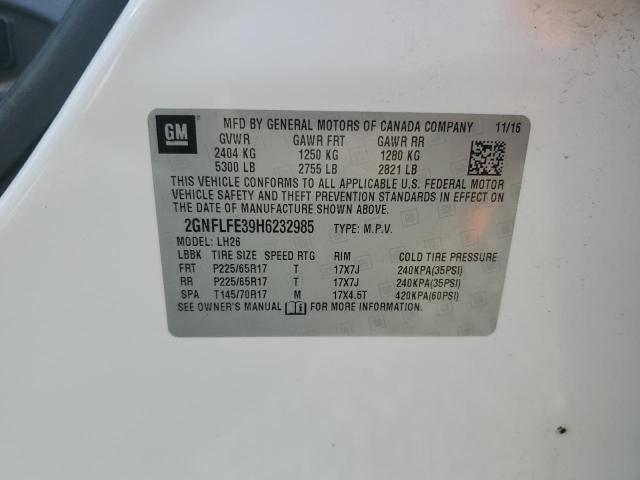 GM
MFD BY GENERAL MOTORS OF CANADA COMPANY 11/16
GVWR GAWR FRT GAWR RR
2404 KG 1250 KG 1280 KG
5300 LB 2755 LB 2821 LB
THIS VEHICLE CONFORMS TO ALL APPLICABLE U.S. FEDERAL MOTOR
VEHICLE SAFETY AND THEFT PREVENTION STANDARDS IN EFFECT ON
THE DATE OF MANUFACTURE SHOWN ABOVE.
2GNFLFE39H6232985 TYPE: M.P.V.
MODEL: LH26
LBBK TIRE SIZE SPEED RTG RIM COLD TIRE PRESSURE
FRT P225/65R17 T 17X7J 240KPA(35PSI)
RR P225/65R17 T 17X7J 240KPA(35PSI)
SPA T145/70R17 M 17X4.5T 420KPA(60PSI)
SEE OWNER'S MANUAL FOR MORE INFORMATION